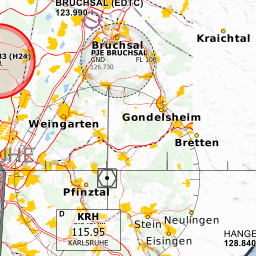 BRUCHSAL (EDTC)
123.990
Bruchsal
Kraichtal
PJE BRUCHSAL
GND FL 100
126.730
(H24)
Weingarten
Gondelsheim
Bretten
Pfinztal
D KRH
115.95
KARLSRUHE
Neulingen
Stein
Eisingen
HANGE
128.840